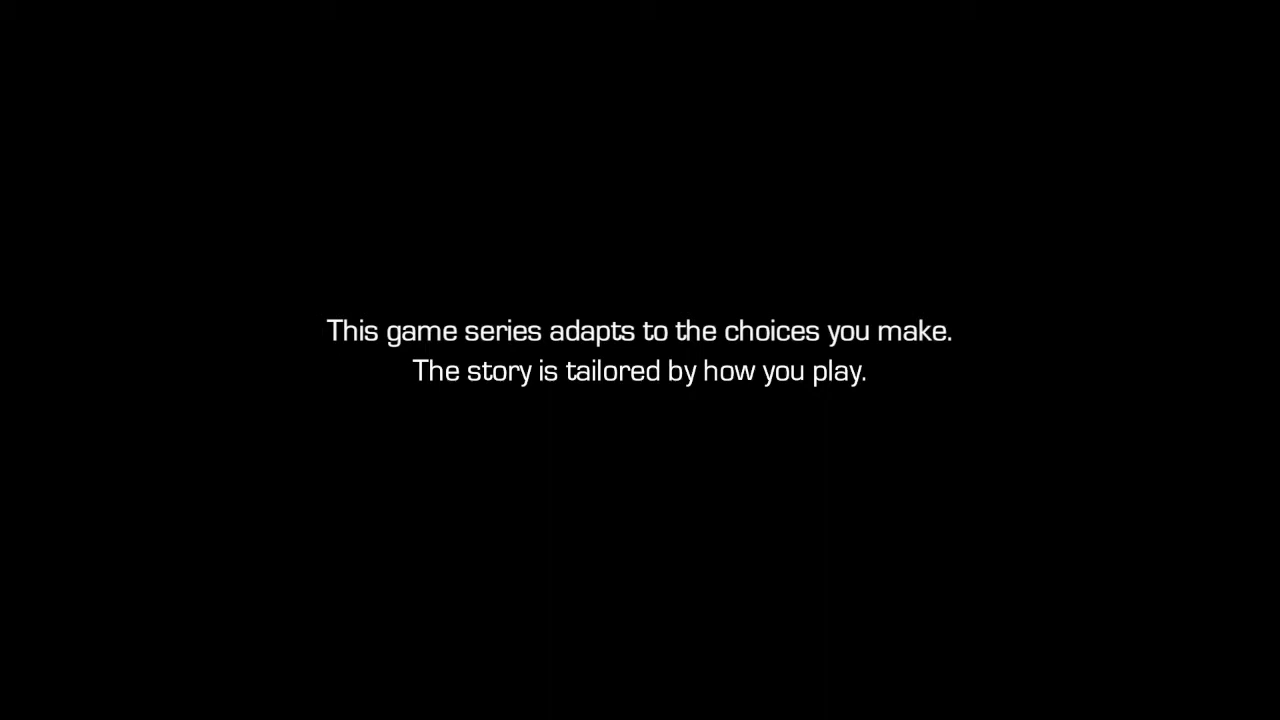 This game series adapts to the choices you make.
The story is tailored by how you play.